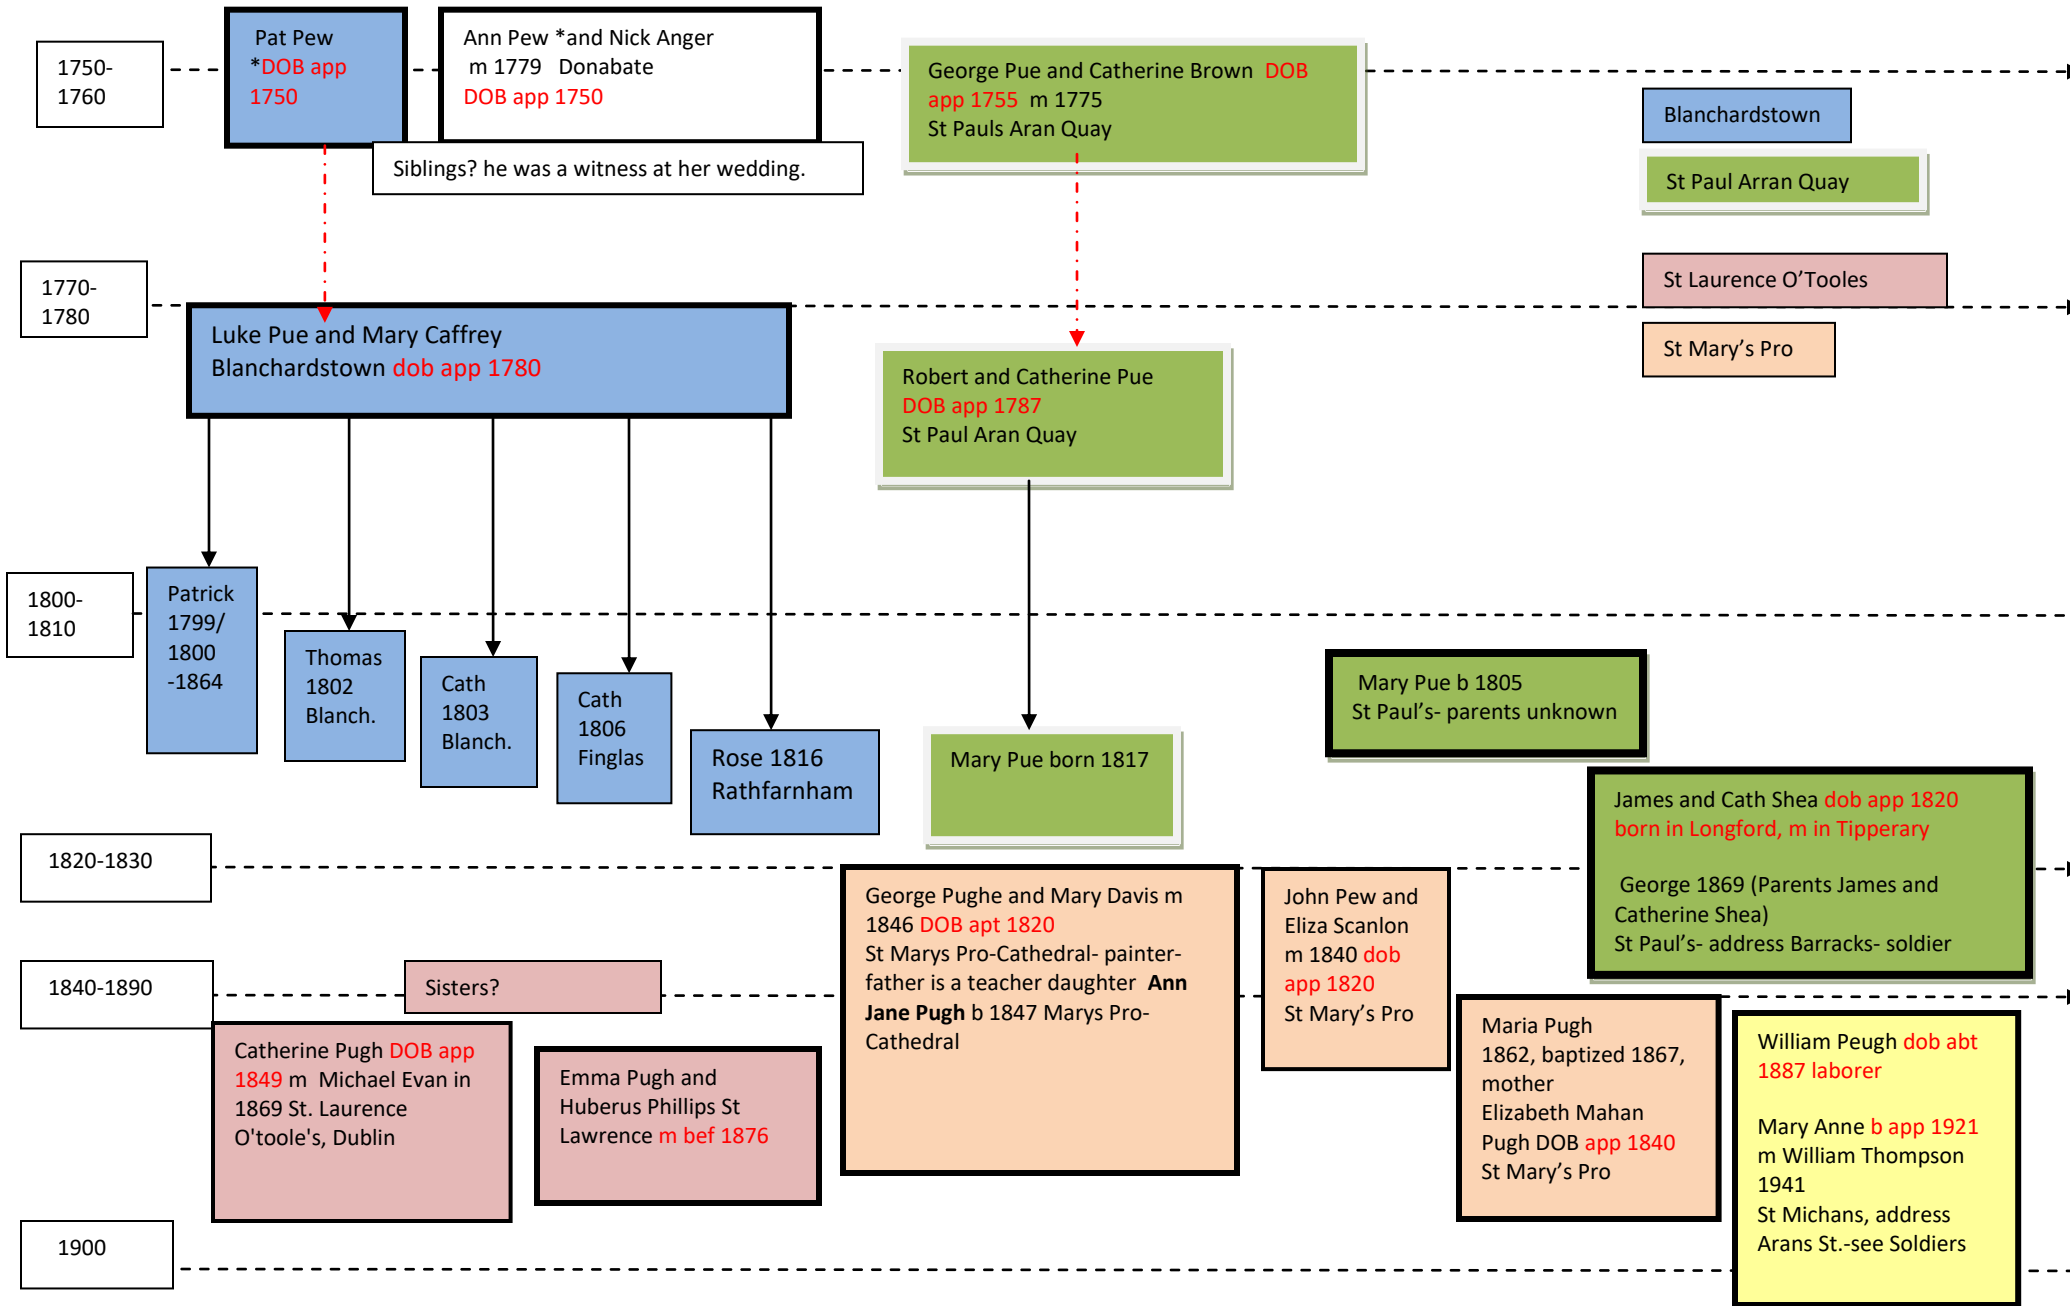 1750-
1760
Pat Pew
*DOB app
1750
Ann Pew *and Nick Anger
m 1779 Donabate
DOB app 1750
Siblings? he was a witness at her wedding.
George Pue and Catherine Brown DOB
app 1755 m 1775
St Pauls Aran Quay
Blanchardstown
St Paul Arran Quay
St Laurence O'Tooles
St Mary's Pro
1770-
1780
Luke Pue and Mary Caffrey
Blanchardstown dob app 1780
Robert and Catherine Pue
DOB app 1787
St Paul Aran Quay
1800-
1810
Patrick
1799/
1800
-1864
Thomas
1802
Blanch.
Cath
1803
Blanch.
Cath
1806
Finglas
Rose 1816
Rathfarnham
Mary Pue born 1817
Mary Pue b 1805
St Paul's- parents unknown
James and Cath Shea dob app 1820
born in Longford, m in Tipperary
George 1869 (Parents James and
Catherine Shea)
St Paul's- address Barracks- soldier
1820-1830
George Pughe and Mary Davis m
1846 DOB apt 1820
St Marys Pro-Cathedral- painter-
father is a teacher daughter Ann
Jane Pugh b 1847 Marys Pro-
Cathedral
John Pew and
Eliza Scanlon
m 1840 dob
app 1820
St Mary's Pro
1840-1890
Sisters?
Catherine Pugh DOB app
1849 m Michael Evan in
1869 St. Laurence
O'toole's, Dublin
Emma Pugh and
Huberus Phillips St
Lawrence m bef 1876
Maria Pugh
1862, baptized 1867,
mother
Elizabeth Mahan
Pugh DOB app 1840
St Mary's Pro
William Peugh dob abt
1887 laborer
Mary Anne b app 1921
m William Thompson
1941
St Michans, address
Arans St.-see Soldiers
1900